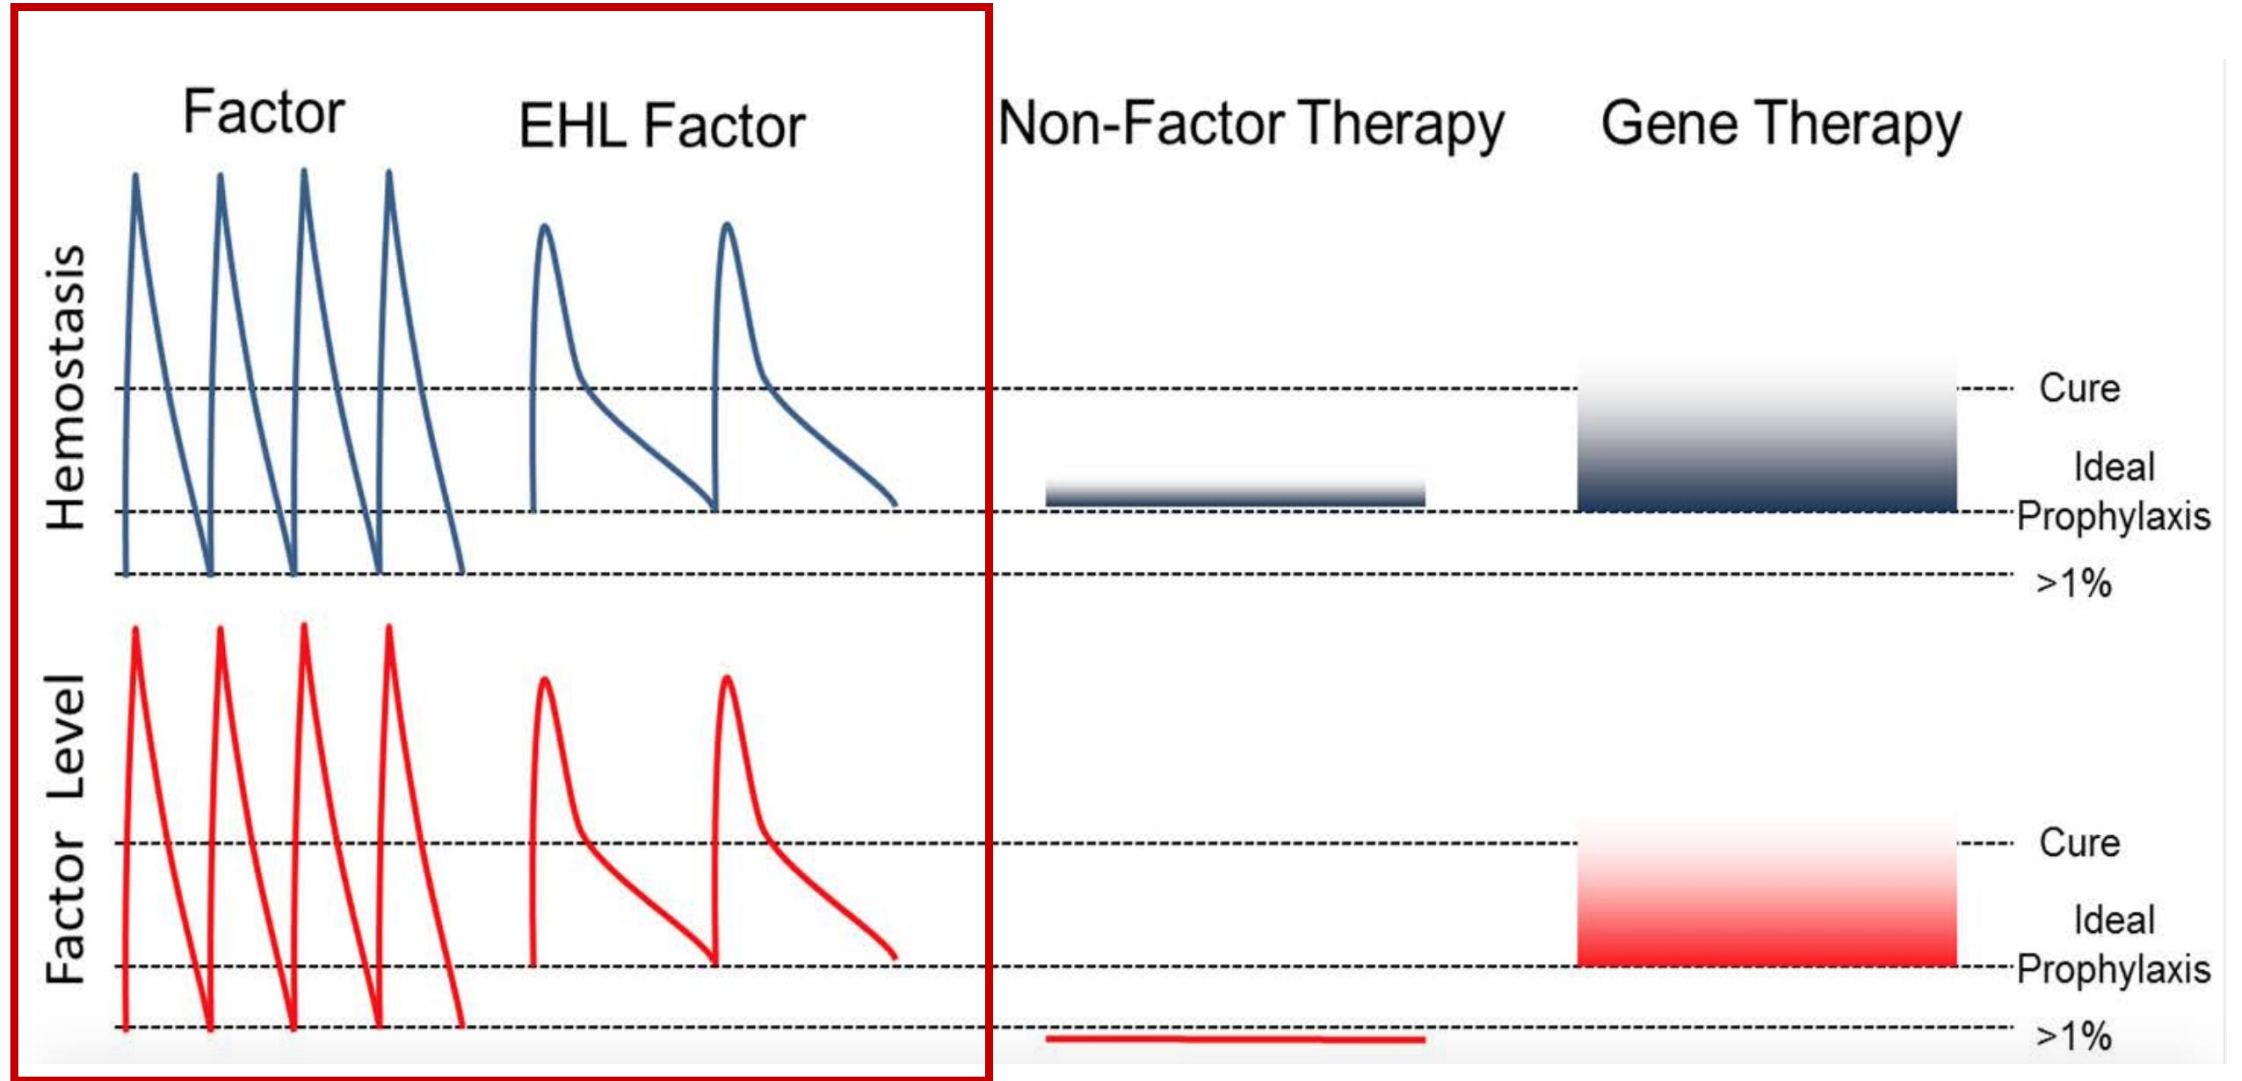 Factor
EHL Factor
Non-Factor Therapy
Gene Therapy
Hemostasis
Cure
Ideal
Prophylaxis
>1%
Factor Level
Cure
Ideal
Prophylaxis
>1%